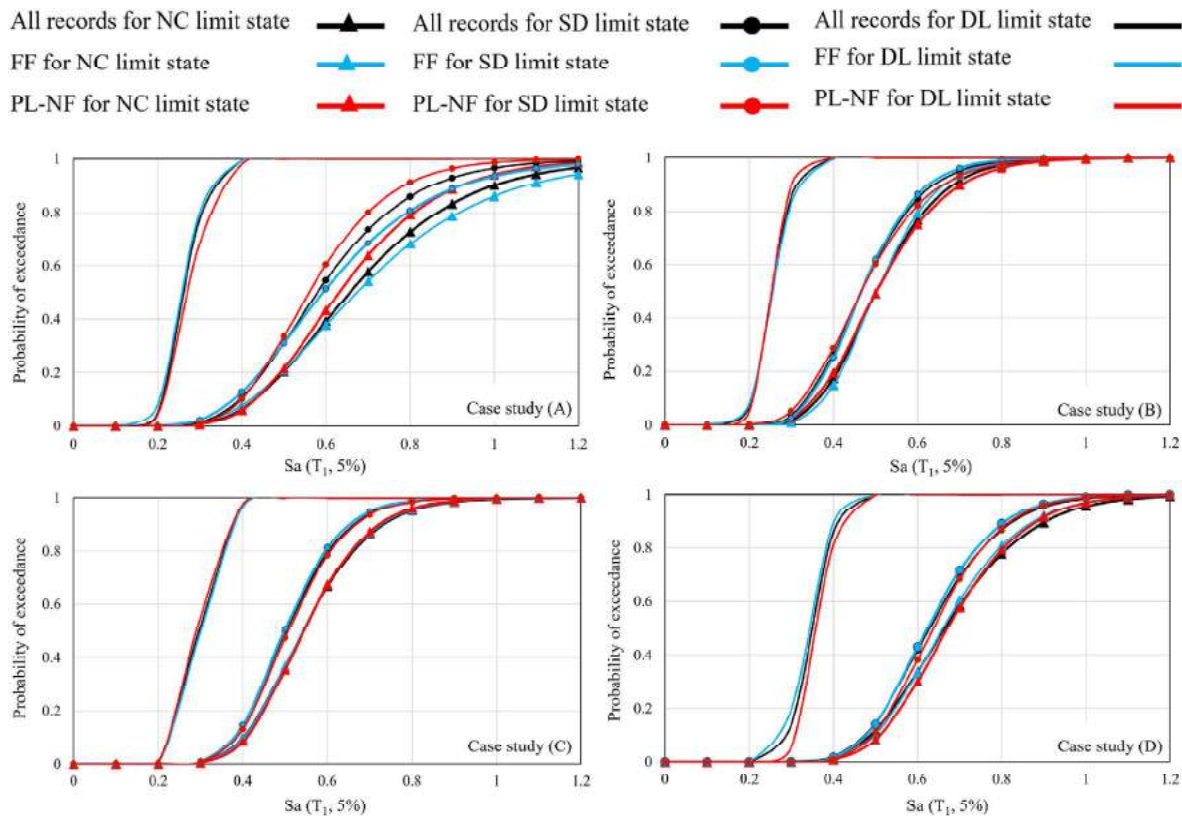 All records for NC limit state All records for SD limit state All records for DL limit state
FF for NC limit state FF for SD limit state FF for DL limit state
PL-NF for NC limit state PL-NF for SD limit state PL-NF for DL limit state
Probability of exceedance
1
0.8
0.6
0.4
0.2
0
0 0.2 0.4 0.6 0.8 1 1.2
Case study (A)
Sa (T1, 5%)
Probability of exceedance
1
0.8
0.6
0.4
0.2
0
0 0.2 0.4 0.6 0.8 1 1.2
Case study (B)
Sa (T1, 5%)
Probability of exceedance
1
0.8
0.6
0.4
0.2
0
0 0.2 0.4 0.6 0.8 1 1.2
Case study (C)
Sa (T1, 5%)
Probability of exceedance
1
0.8
0.6
0.4
0.2
0
0 0.2 0.4 0.6 0.8 1 1.2
Case study (D)
Sa (T1, 5%)